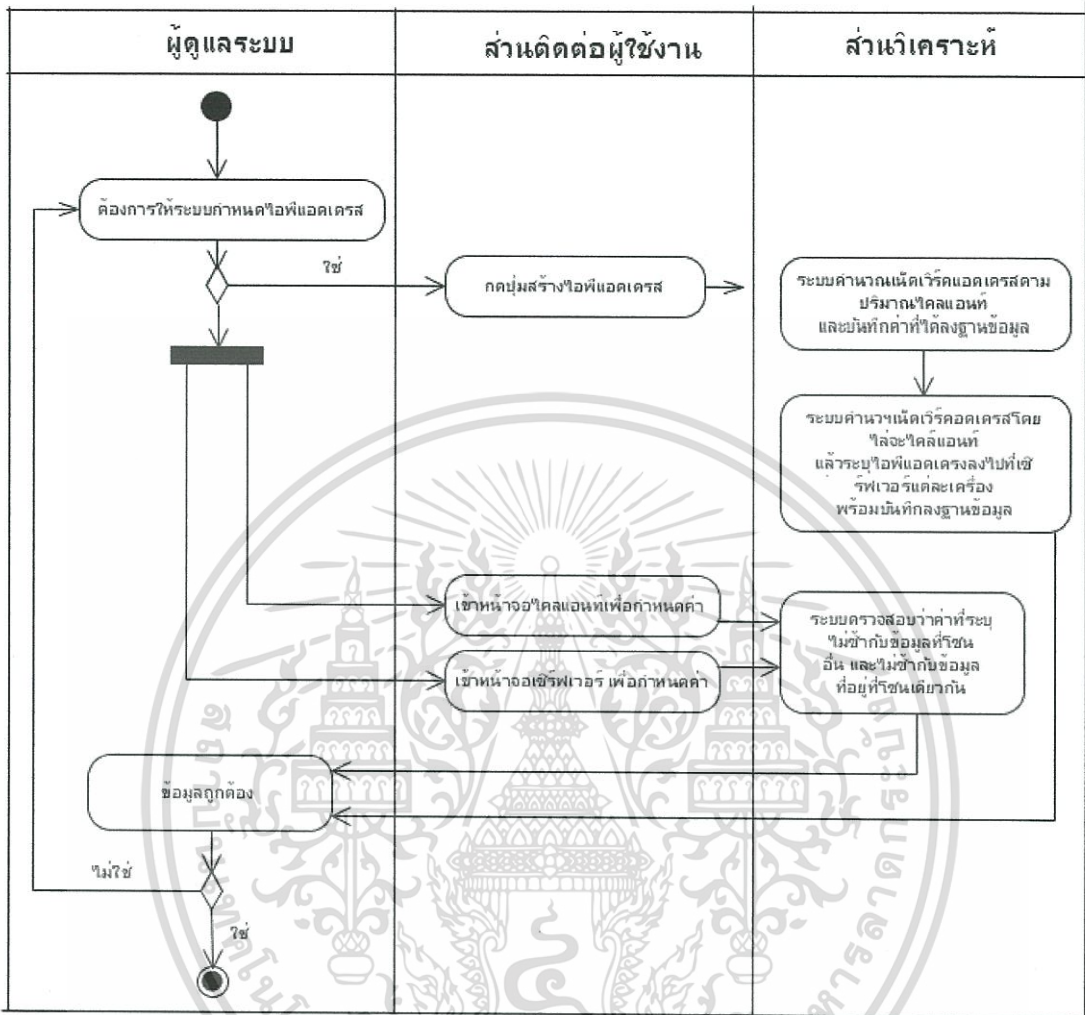 ผู้ดูแลระบบ
ส่วนติดต่อผู้ใช้งาน
ส่วนวิเคราะห์
ต้องการให้ระบบกำหนดไอพีแอดเดรส
ใช่
กดปุ่มสร้างไอพีแอดเดรส
ระบบคำนวณเน็ตเวิร์คแอดเดรสตาม
ปริมาณไคลแอนท์
และบันทึกค่าที่ได้ลงฐานข้อมูล
ระบบคำนวฯเน็ตเวิร์คอดเดรสโดย
ไล่จะไคล์แอนท์
แล้วระบุไอพีแอดเดรงลงไปที่เซิ
ร์ฟเวอร์แต่ละเครื่อง
พร้อมบันทึกลงฐานข้อมูล
เข้าหน้าจอไคลแอนท์เพื่อกำหนดค่า
เข้าหน้าจอเซิร์ฟเวอร์ เพื่อกำหนดค่า
ระบบตรวจสอบว่าค่าที่ระบุ
ไม่ซ้ำกับข้อมูลที่โซน
อื่น และไม่ซ้ำกับข้อมูล
ที่อยู่ที่โซนเดียวกัน
ข้อมูลถูกต้อง
ไม่ใช่
ใช่